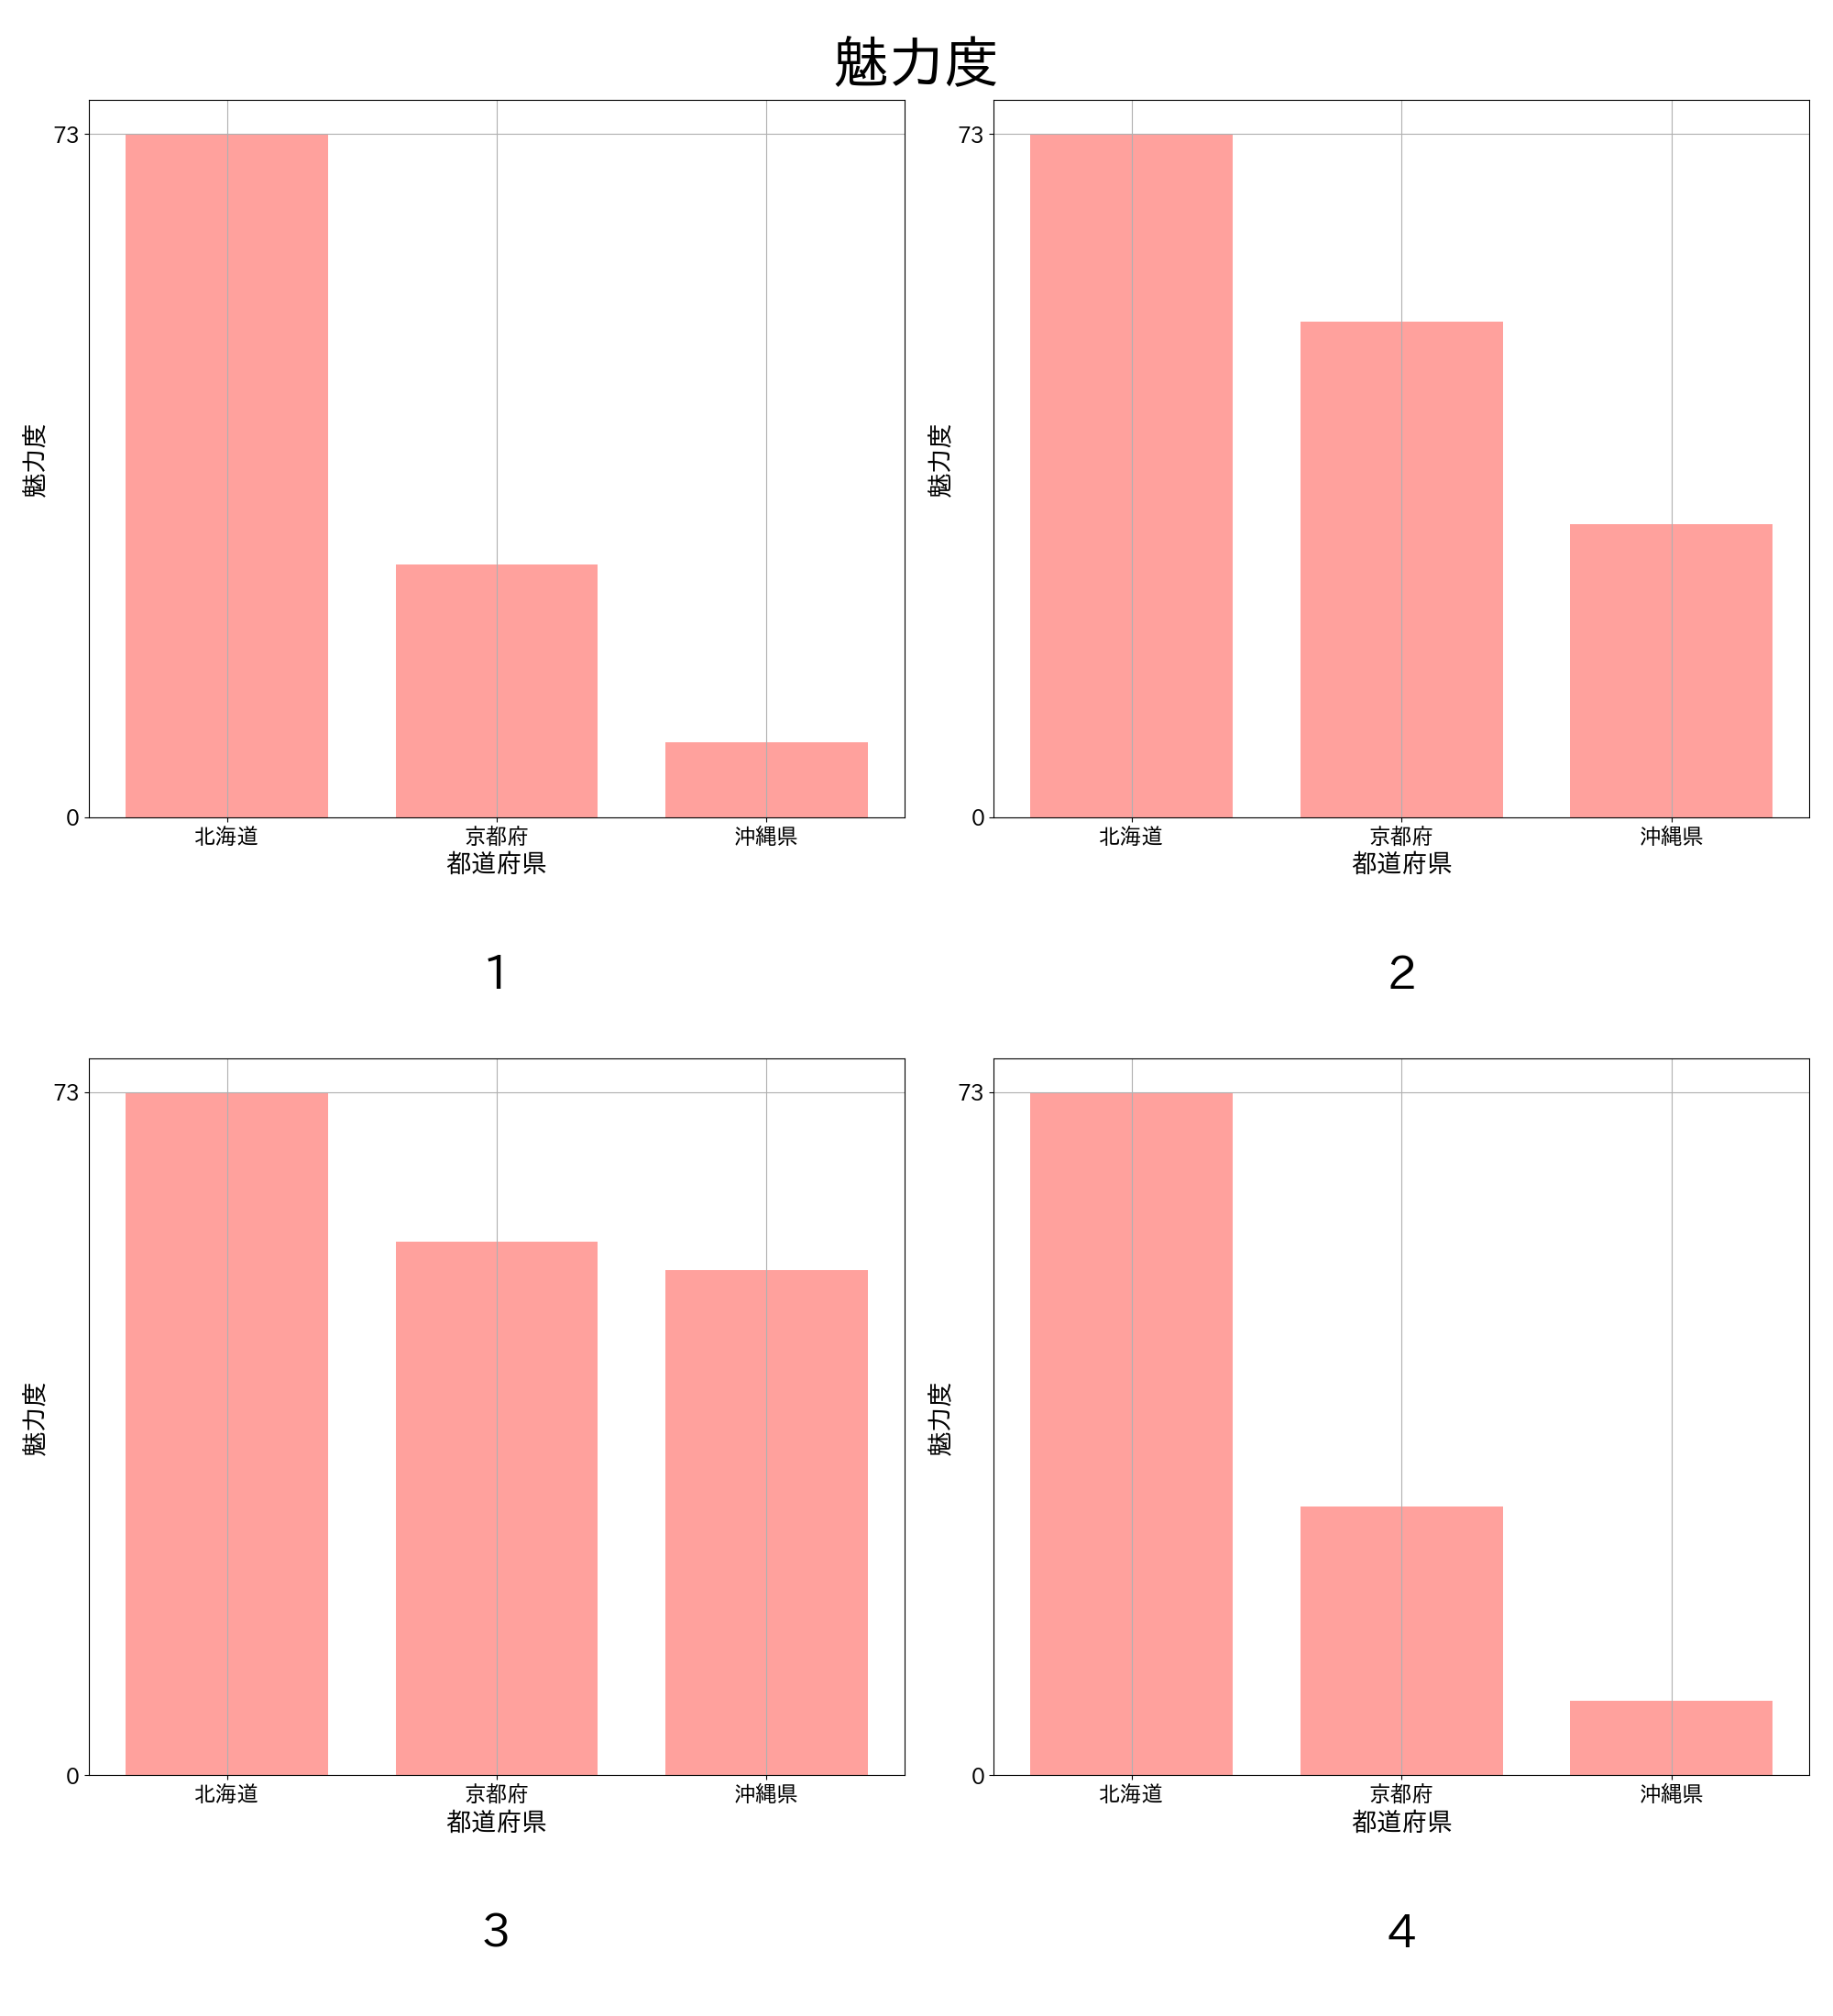 魅力度
73
0
魅力度
北海道 京都府 沖縄県
都道府県
1
73
0
魅力度
北海道 京都府 沖縄県
都道府県
2
73
0
魅力度
北海道 京都府 沖縄県
都道府県
3
73
0
魅力度
北海道 京都府 沖縄県
都道府県
4